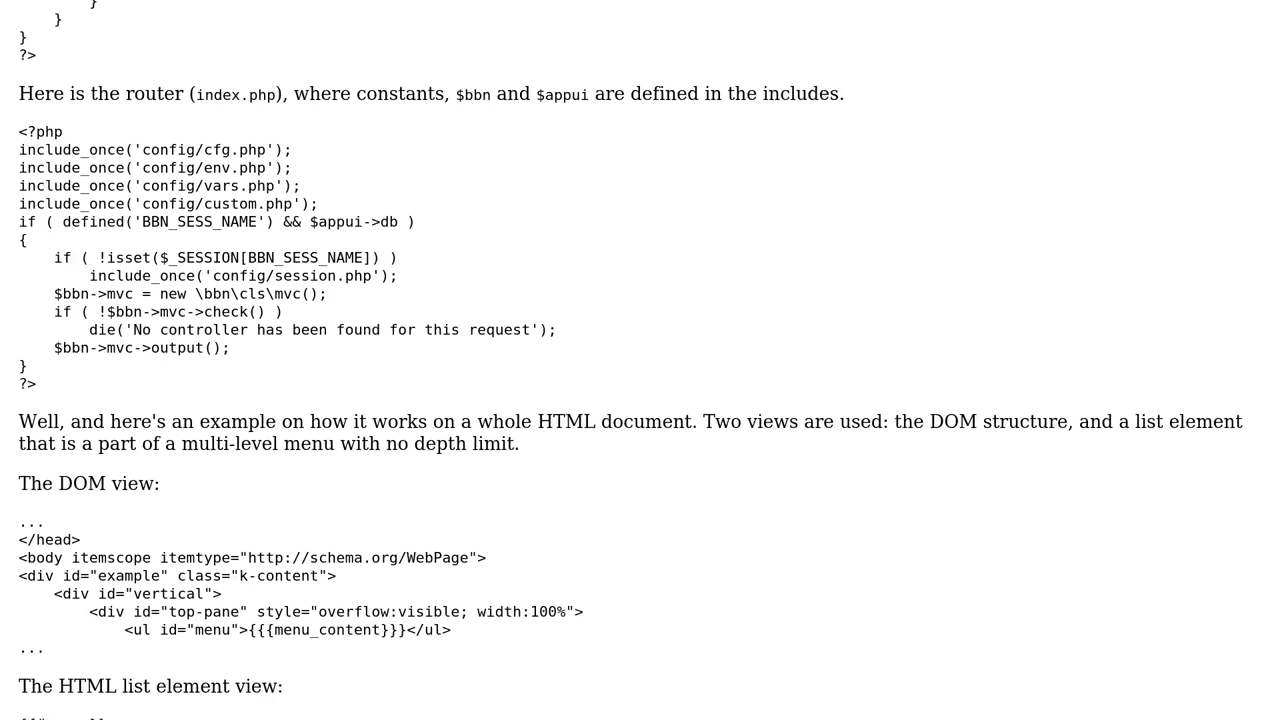 }
    }
}
?>
Here is the router (index.php), where constants, $bbn and $appui are defined in the includes.
<?php
include_once('config/cfg.php');
include_once('config/env.php');
include_once('config/vars.php');
include_once('config/custom.php');
if ( defined('BBN_SESS_NAME') && $appui->db )
{
    if ( !isset($_SESSION[BBN_SESS_NAME]) )
        include_once('config/session.php');
    $bbn->mvc = new \bbn\cls\mvc();
    if ( !$bbn->mvc->check() )
        die('No controller has been found for this request');
    $bbn->mvc->output();
}
?>
Well, and here's an example on how it works on a whole HTML document. Two views are used: the DOM structure, and a list element
that is a part of a multi-level menu with no depth limit.
The DOM view:
...
</head>
<body itemscope itemtype="http://schema.org/WebPage">
<div id="example" class="k-content">
    <div id="vertical">
        <div id="top-pane" style="overflow:visible; width:100%">
            <ul id="menu">{{{menu_content}}}</ul>
...
The HTML list element view: